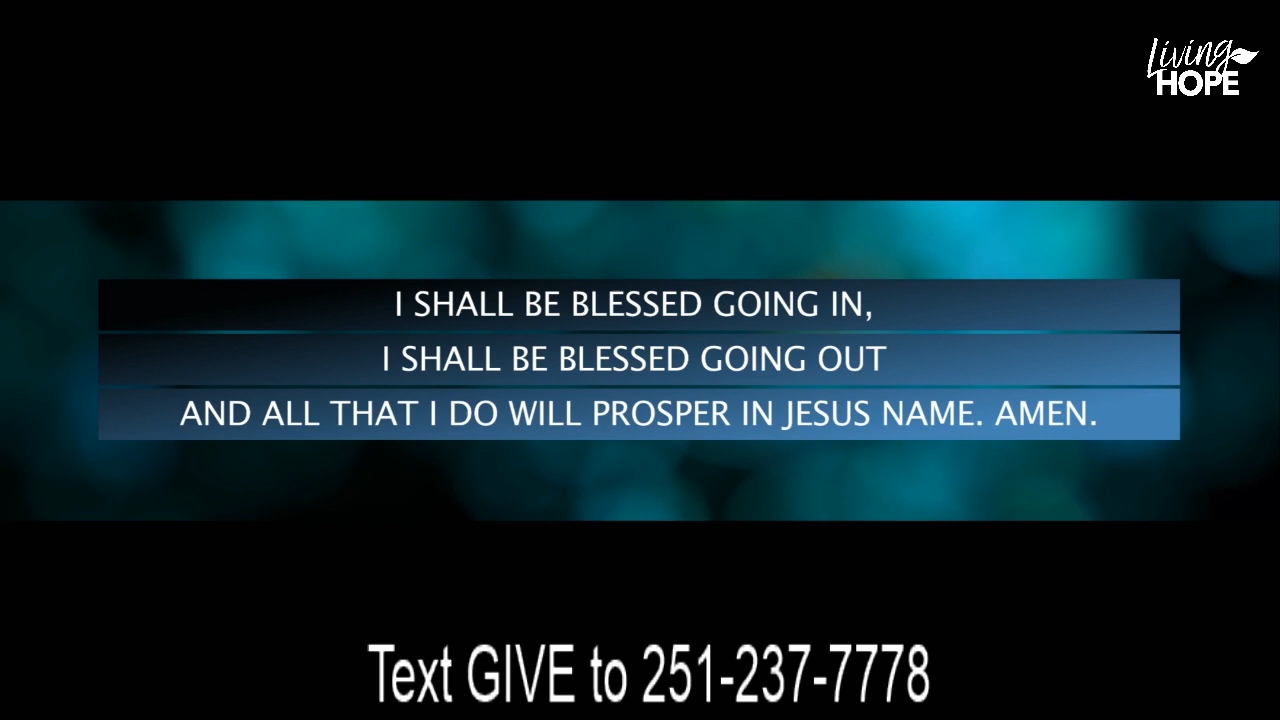 Living
HOPE
I SHALL BE BLESSED GOING IN,
I SHALL BE BLESSED GOING OUT
AND ALL THAT I DO WILL PROSPER IN JESUS NAME. AMEN.
Text GIVE to 251-237-7778